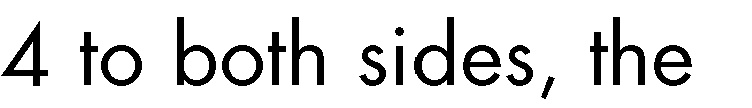 4 to both sides, the